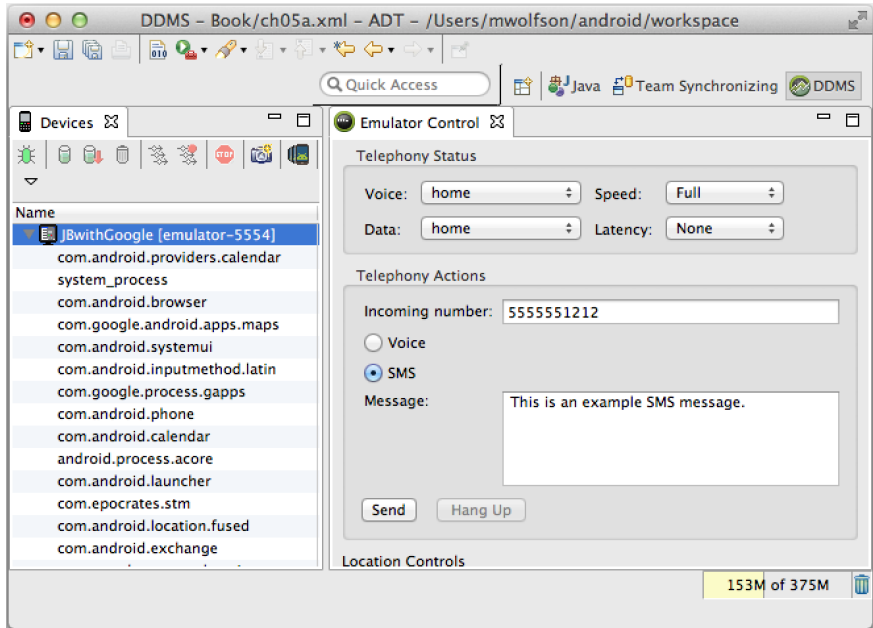 DDMS – Book/ch05a.xml – ADT – /Users/mwolfson/android/workspace
010
Quick Access
Java
Team Synchronizing
DDMS
Devices
Emulator Control
STOP
Name
JBwithGoogle [emulator-5554]
com.android.providers.calendar
system_process
com.android.browser
com.google.android.apps.maps
com.android.systemui
com.android.inputmethod.latin
com.google.process.gapps
com.android.phone
com.android.calendar
android.process.acore
com.android.launcher
com.epocrates.stm
com.android.location.fused
com.android.exchange
Telephony Status
Voice: home Speed: Full
Data: home Latency: None
Telephony Actions
Incoming number: 5555551212
Voice
SMS
Message: This is an example SMS message.
Send Hang Up
Location Controls
153M of 375M